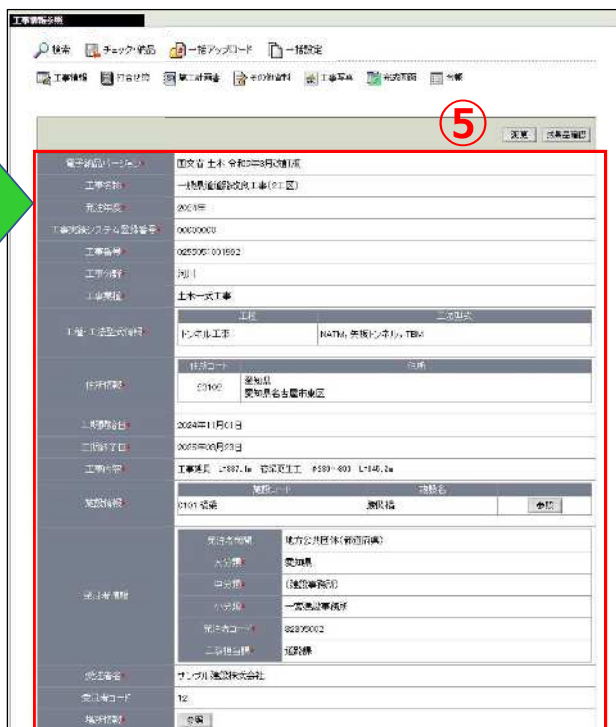 工事情報参照
検索 チェック・納品 一括アップロード 一括設定
工事情報 打合せ簿 施工計画書 その他資料 工事写真 完成図面 台帳
⑤
変更 成果品確認
電子納品バージョン* 国交省 土木 令和5年3月改訂版
工事名称* 一般県道道路改良工事(2工区)
発注年度* 2024年
工事実績システム登録番号* 00000000
工事番号*
工事分野* 河川
工事業種* 土木一式工事
工種 工法型式
工種・工法型式情報* トンネル工事 NATM, 矢板トンネル, TBM
住所コード 住所
住所情報* 23102 愛知県
愛知県名古屋市東区
工期開始日* 2024年11月01日
工期終了日* 2025年03月23日
工事内容* 工事延長
施設コード 施設名
施設情報* 0101 橋梁 参照
発注者機関 地方公共団体(都道府県)
大分類* 愛知県
中分類* (建設事務所)
発注者情報 小分類* 一宮建設事務所
発注者コード* 82305002
工事担当課* 道路課
受注者名* サンプル建設株式会社
受注者コード 12
場所情報* 参照